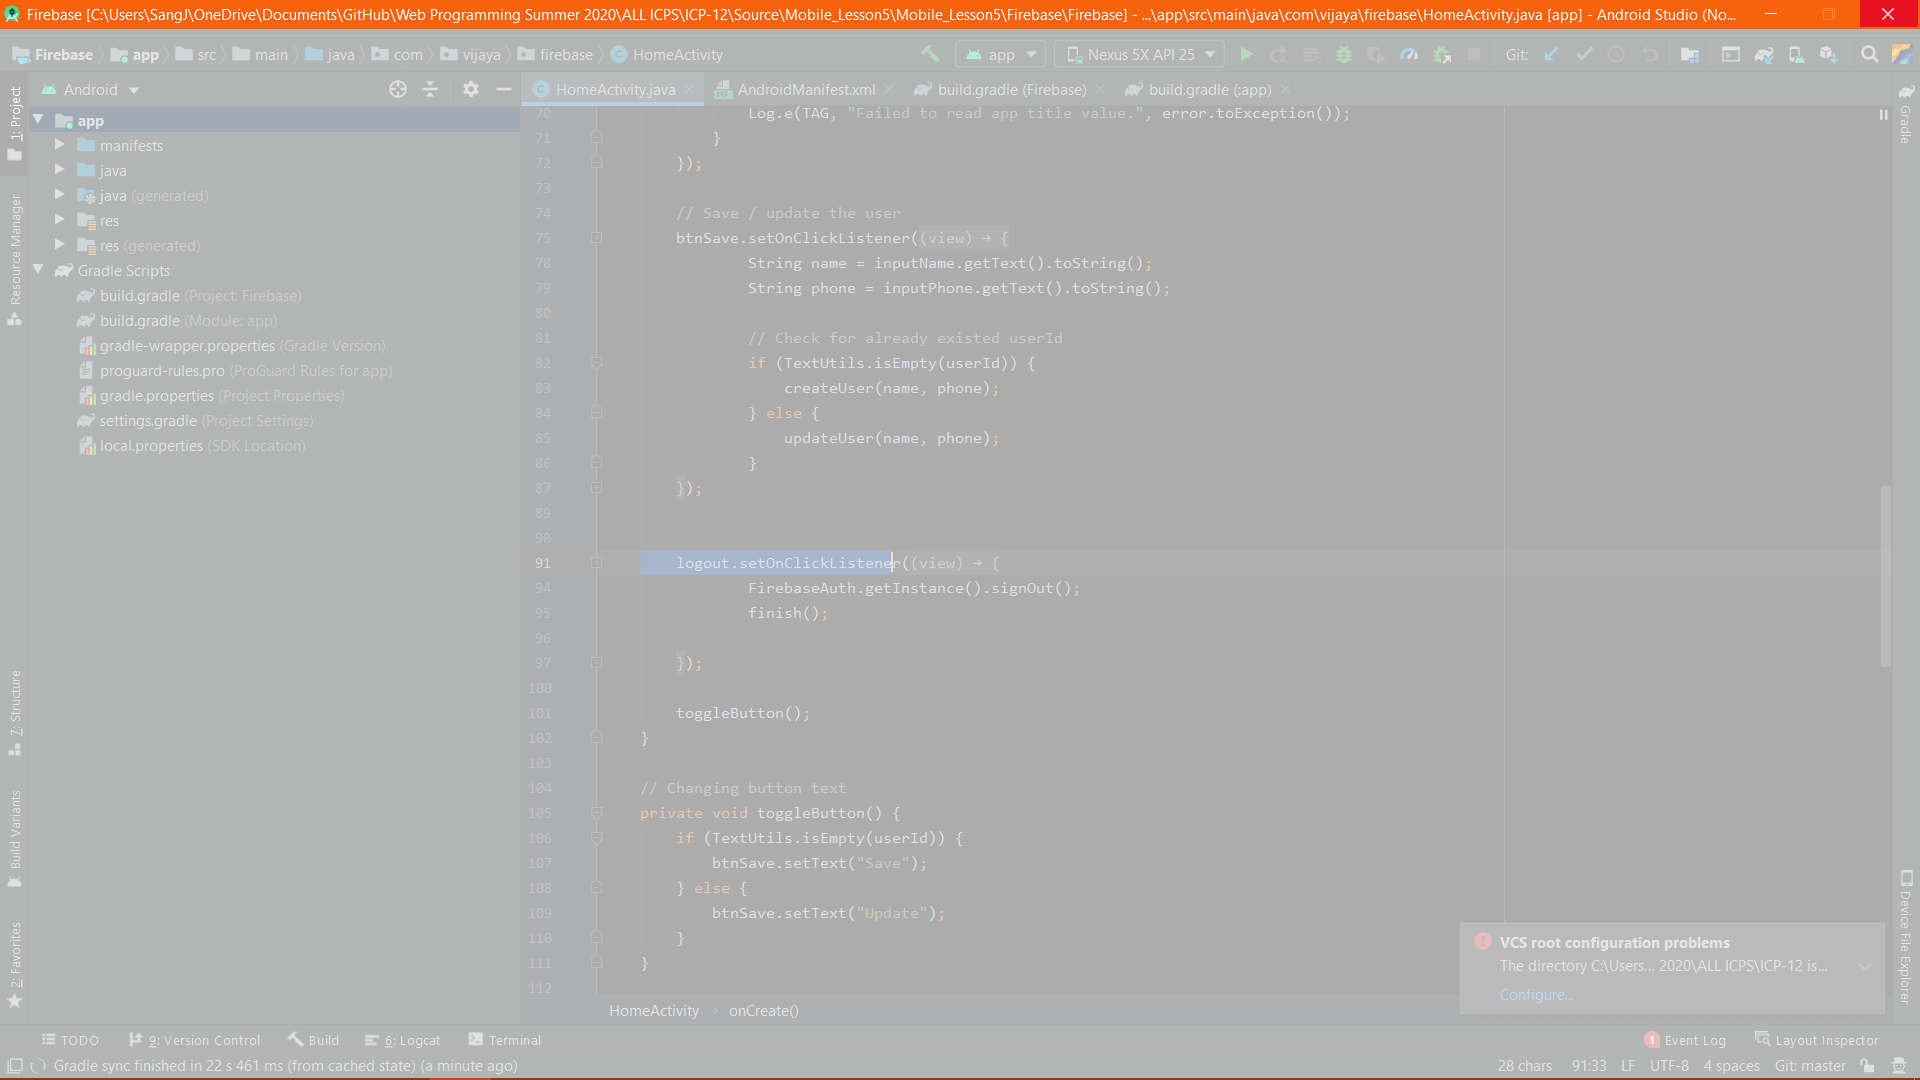 Firebase [C:\Users\SangJ\OneDrive\Documents\GitHub\Web Programming Summer 2020\ALL ICPS\ICP-12\Source\Mobile_Lesson5\Mobile_Lesson5\Firebase\Firebase] - ...\app\src\main\java\com\vijaya\firebase\HomeActivity.java [app] - Android Studio (No...
Firebase app src main java com vijaya firebase HomeActivity app Nexus 5X API 25 Git:
Android
HomeActivity.java AndroidManifest.xml build.gradle (Firebase) build.gradle (:app)
1: Project
Resource Manager
7: Structure
Build Variants
2: Favorites
app
manifests
java
java (generated)
res
res (generated)
Gradle Scripts
build.gradle (Project: Firebase)
build.gradle (Module: app)
gradle-wrapper.properties (Gradle Version)
proguard-rules.pro (ProGuard Rules for app)
gradle.properties (Project Properties)
settings.gradle (Project Settings)
local.properties (SDK Location)
70 Log.e(TAG, "Failed to read app title value.", error.toException());
71 }
72 });
73
74 // Save / update the user
75 btnSave.setOnClickListener((view) → {
78 String name = inputName.getText().toString();
79 String phone = inputPhone.getText().toString();
80
81 // Check for already existed userId
82 if (TextUtils.isEmpty(userId)) {
83 createUser(name, phone);
84 } else {
85 updateUser(name, phone);
86 }
87 });
89
90
91 logout.setOnClickListener((view) → {
94 FirebaseAuth.getInstance().signOut();
95 finish();
96
97 });
100
101 toggleButton();
102 }
103
104 // Changing button text
105 private void toggleButton() {
106 if (TextUtils.isEmpty(userId)) {
107 btnSave.setText("Save");
108 } else {
109 btnSave.setText("Update");
110 }
111 }
112
HomeActivity › onCreate()
Gradle
Device File Explorer
VCS root configuration problems
The directory C:\Users... 2020\ALL ICPS\ICP-12 is...
Configure...
TODO 9: Version Control Build 6: Logcat Terminal 1 Event Log Layout Inspector
Gradle sync finished in 22 s 461 ms (from cached state) (a minute ago) 28 chars 91:33 LF UTF-8 4 spaces Git: master